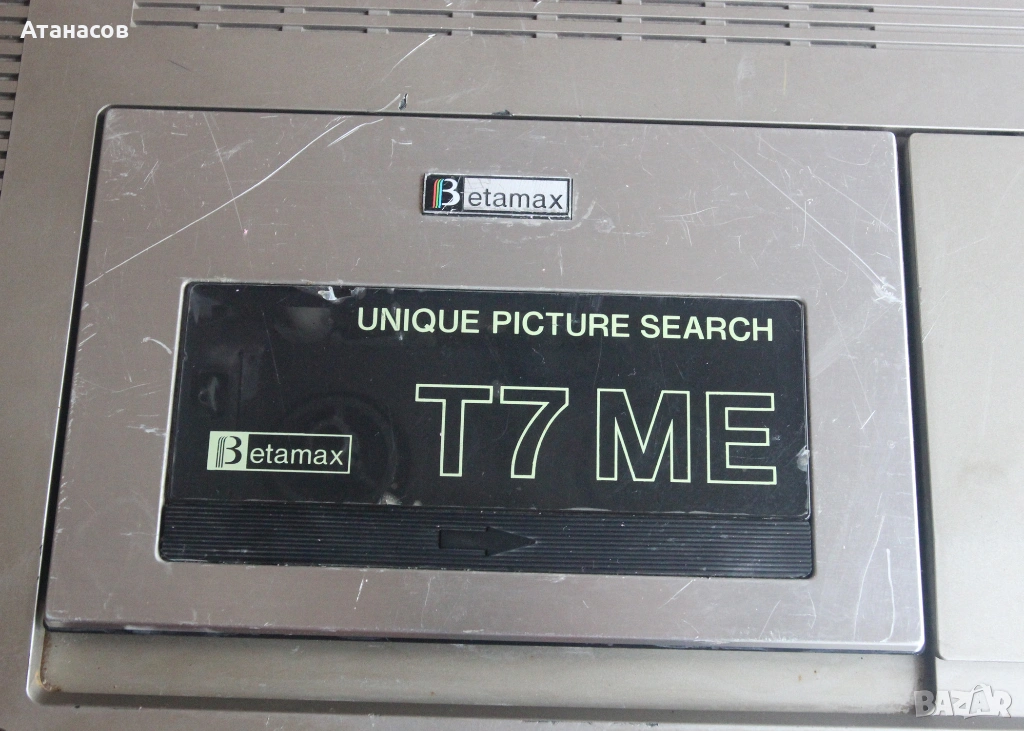 Атанасов
Betamax
UNIQUE PICTURE SEARCH
T7 ME
Betamax
BAZAR